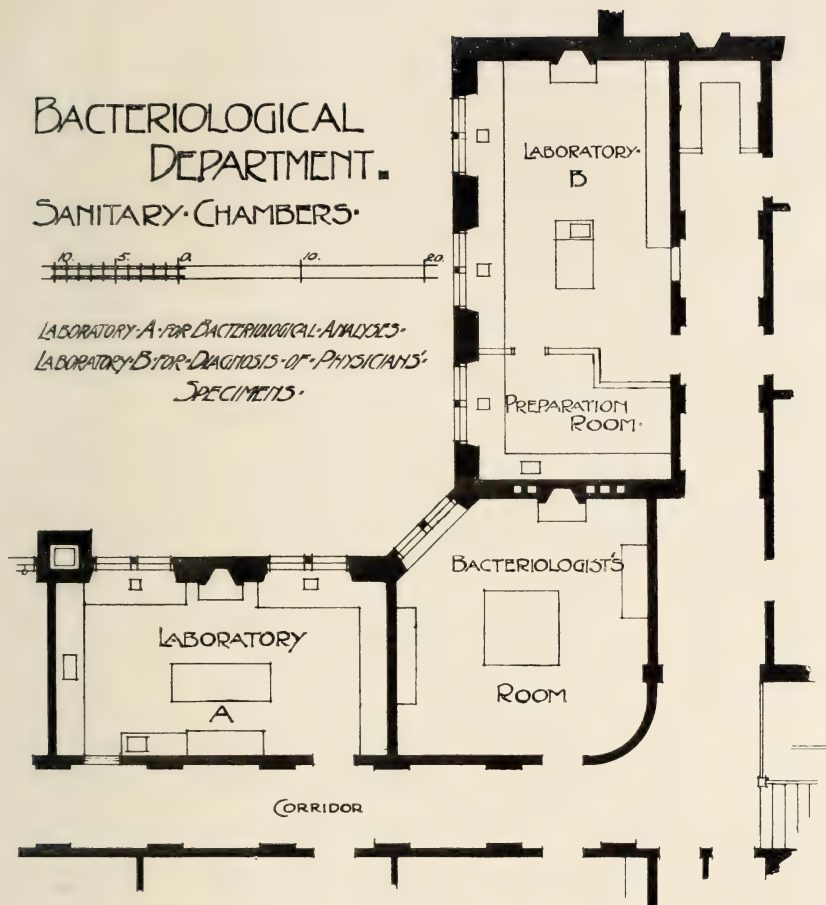 BACTERIOLOGICAL
DEPARTMENT.
SANITARY·CHAMBERS·
10. 5. 0. 10. 20.
LABORATORY·A·FOR·BACTERIOLOGICAL·ANALYSES·
LABORATORY·B·FOR·DIAGNOSIS·OF·PHYSICIANS'·
SPECIMENS·
LABORATORY·
B
PREPARATION
ROOM·
BACTERIOLOGIST'S
ROOM
LABORATORY
A
CORRIDOR